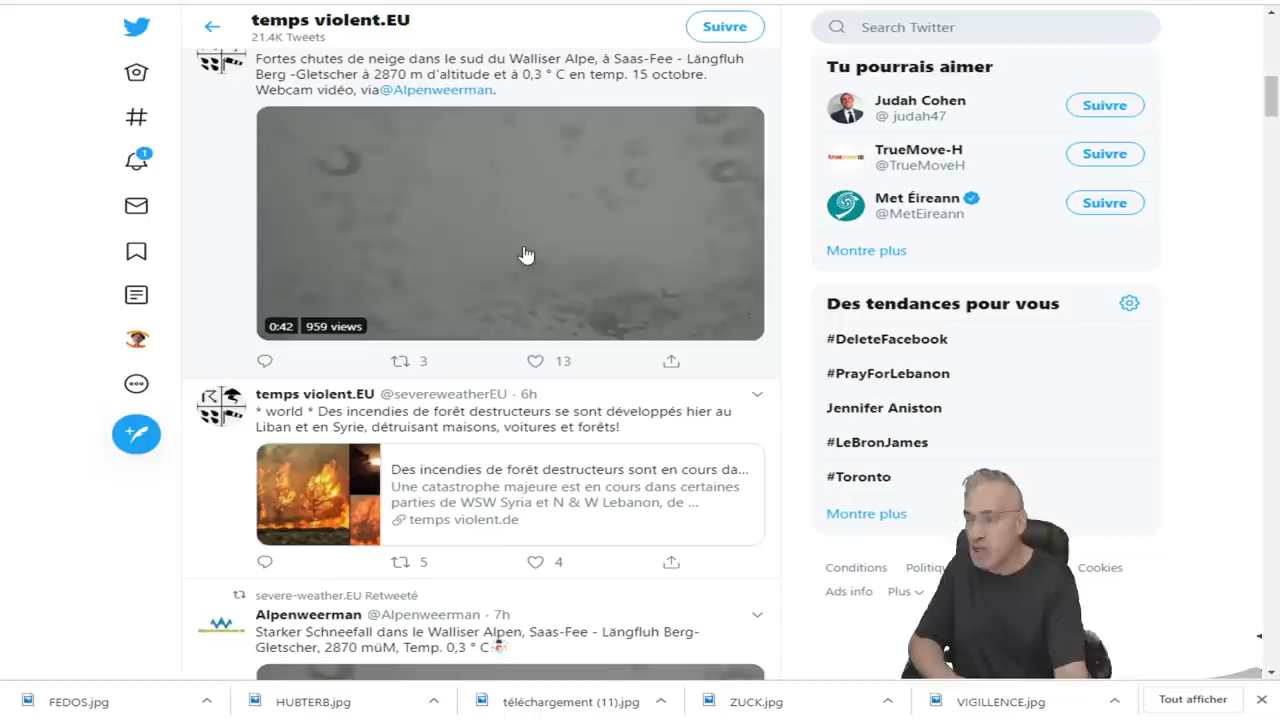 temps violent.EU
21.4K Tweets
Suivre
Fortes chutes de neige dans le sud du Walliser Alpe, à Saas-Fee - Längfluh
Berg -Gletscher à 2870 m d'altitude et à 0,3 ° C en temp. 15 octobre.
Webcam vidéo, via@Alpenweerman.
0:42
959 views
3
13
temps violent.EU @severeweatherEU · 6h
* world * Des incendies de forêt destructeurs se sont développés hier au
Liban et en Syrie, détruisant maisons, voitures et forêts!
Des incendies de forêt destructeurs sont en cours da...
Une catastrophe majeure est en cours dans certaines
parties de WSW Syria et N & W Lebanon, de ...
temps violent.de
5
4
severe-weather.EU Retweeté
Alpenweerman @Alpenweerman · 7h
Starker Schneefall dans le Walliser Alpen, Saas-Fee - Längfluh Berg-
Gletscher, 2870 müM, Temp. 0,3 ° C
1
Search Twitter
Tu pourrais aimer
Judah Cohen
@ judah47
Suivre
TrueMove-H
@TrueMoveH
Suivre
Met Éireann
@MetEireann
Suivre
Montre plus
Des tendances pour vous
#DeleteFacebook
#PrayForLebanon
Jennifer Aniston
#LeBronJames
#Toronto
Montre plus
Conditions
Cookies
Ads info
Plus
FEDOS.jpg
HUBTERB.jpg
téléchargement (11).jpg
ZUCK.jpg
VIGILLENCE.jpg
Tout afficher